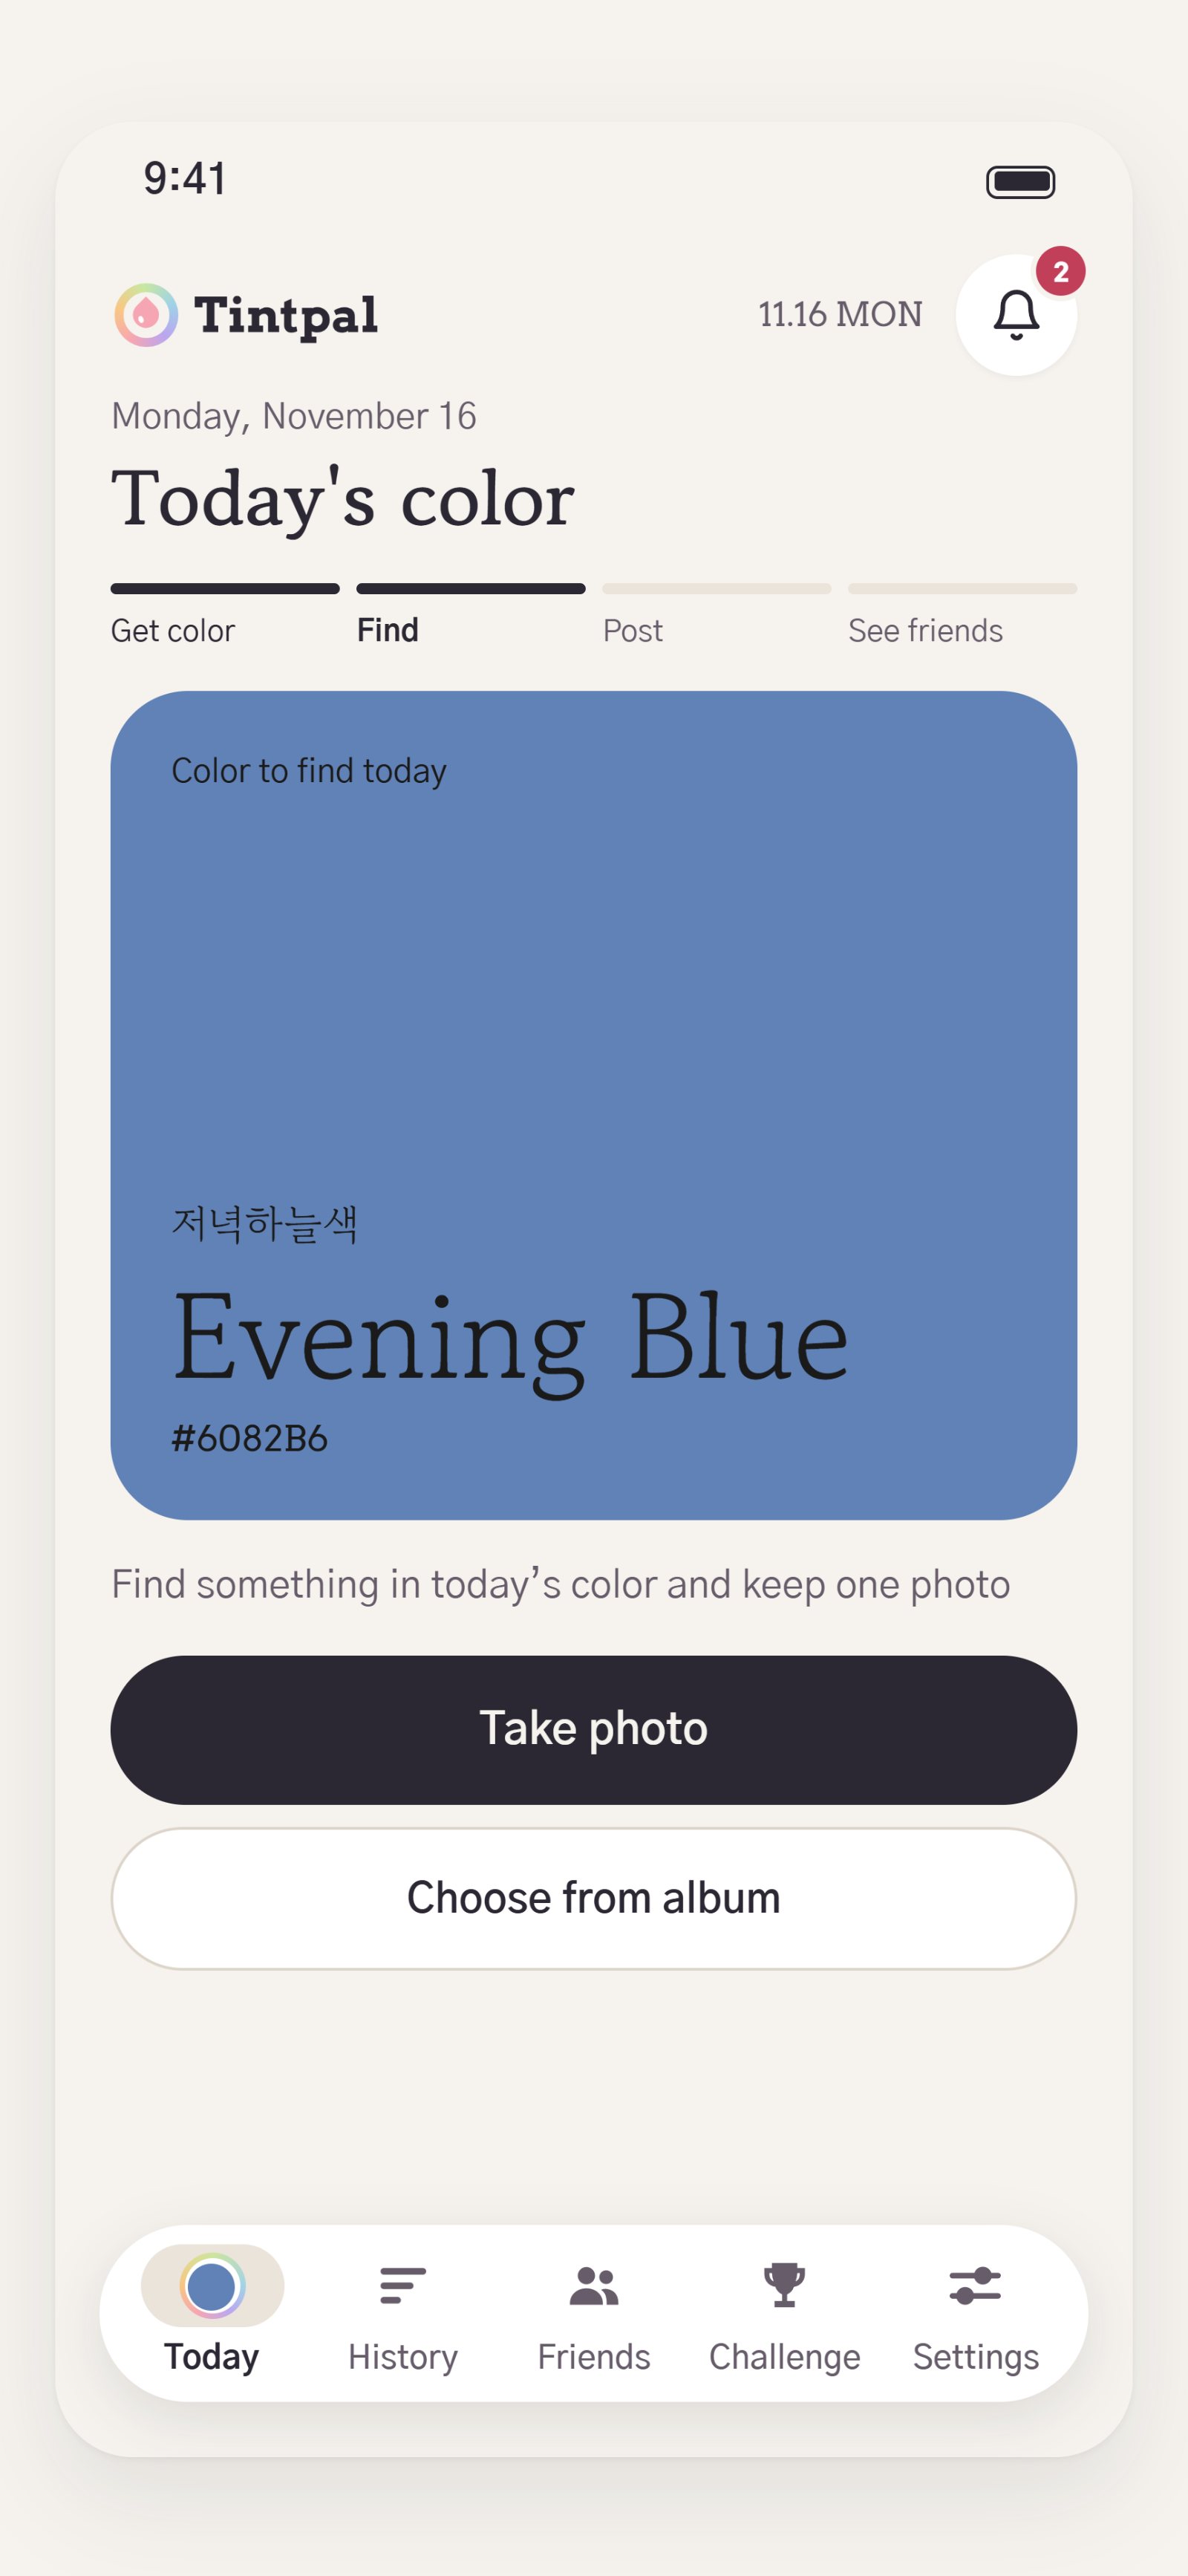 9:41
Tintpal
11.16 MON
2
Monday, November 16
Today's color
Get color
Find
Post
See friends
Color to find today
저녁하늘색
Evening Blue
#6082B6
Find something in today’s color and keep one photo
Take photo
Choose from album
Today
History
Friends
Challenge
Settings